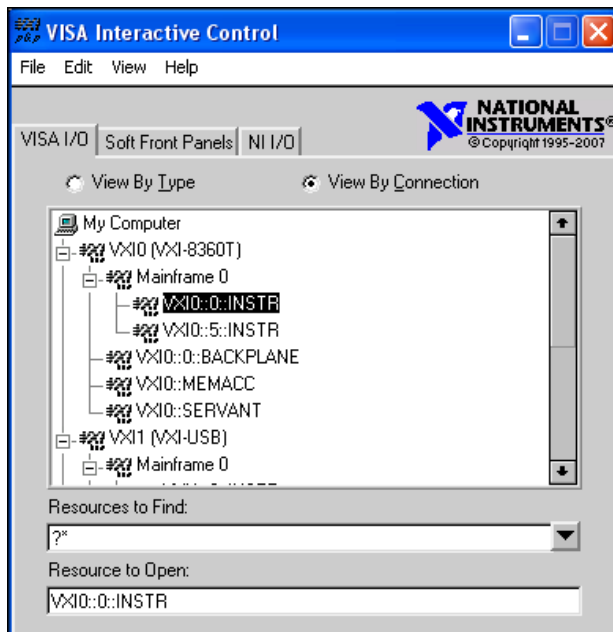 VISA Interactive Control
File Edit View Help
NATIONAL
INSTRUMENTS®
© Copyright 1995-2007
VISA I/O Soft Front Panels NI I/O
View By Type View By Connection
My Computer
VXI0 (VXI-8360T)
Mainframe 0
VXI0::0::INSTR
VXI0::5::INSTR
VXI0::0::BACKPLANE
VXI0::MEMACC
VXI0::SERVANT
VXI1 (VXI-USB)
Mainframe 0
Resources to Find:
?*
Resource to Open:
VXI0::0::INSTR